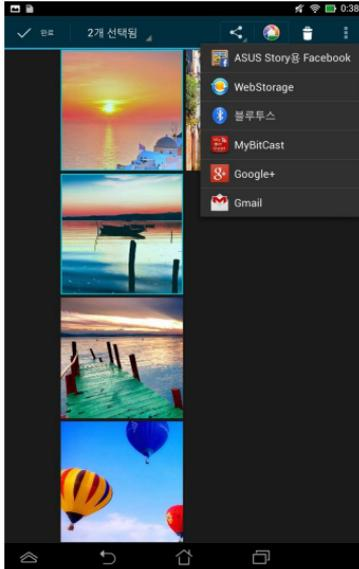 0:38
완료
2개 선택됨
ASUS Story용 Facebook
WebStorage
블루투스
MyBitCast
Google+
Gmail